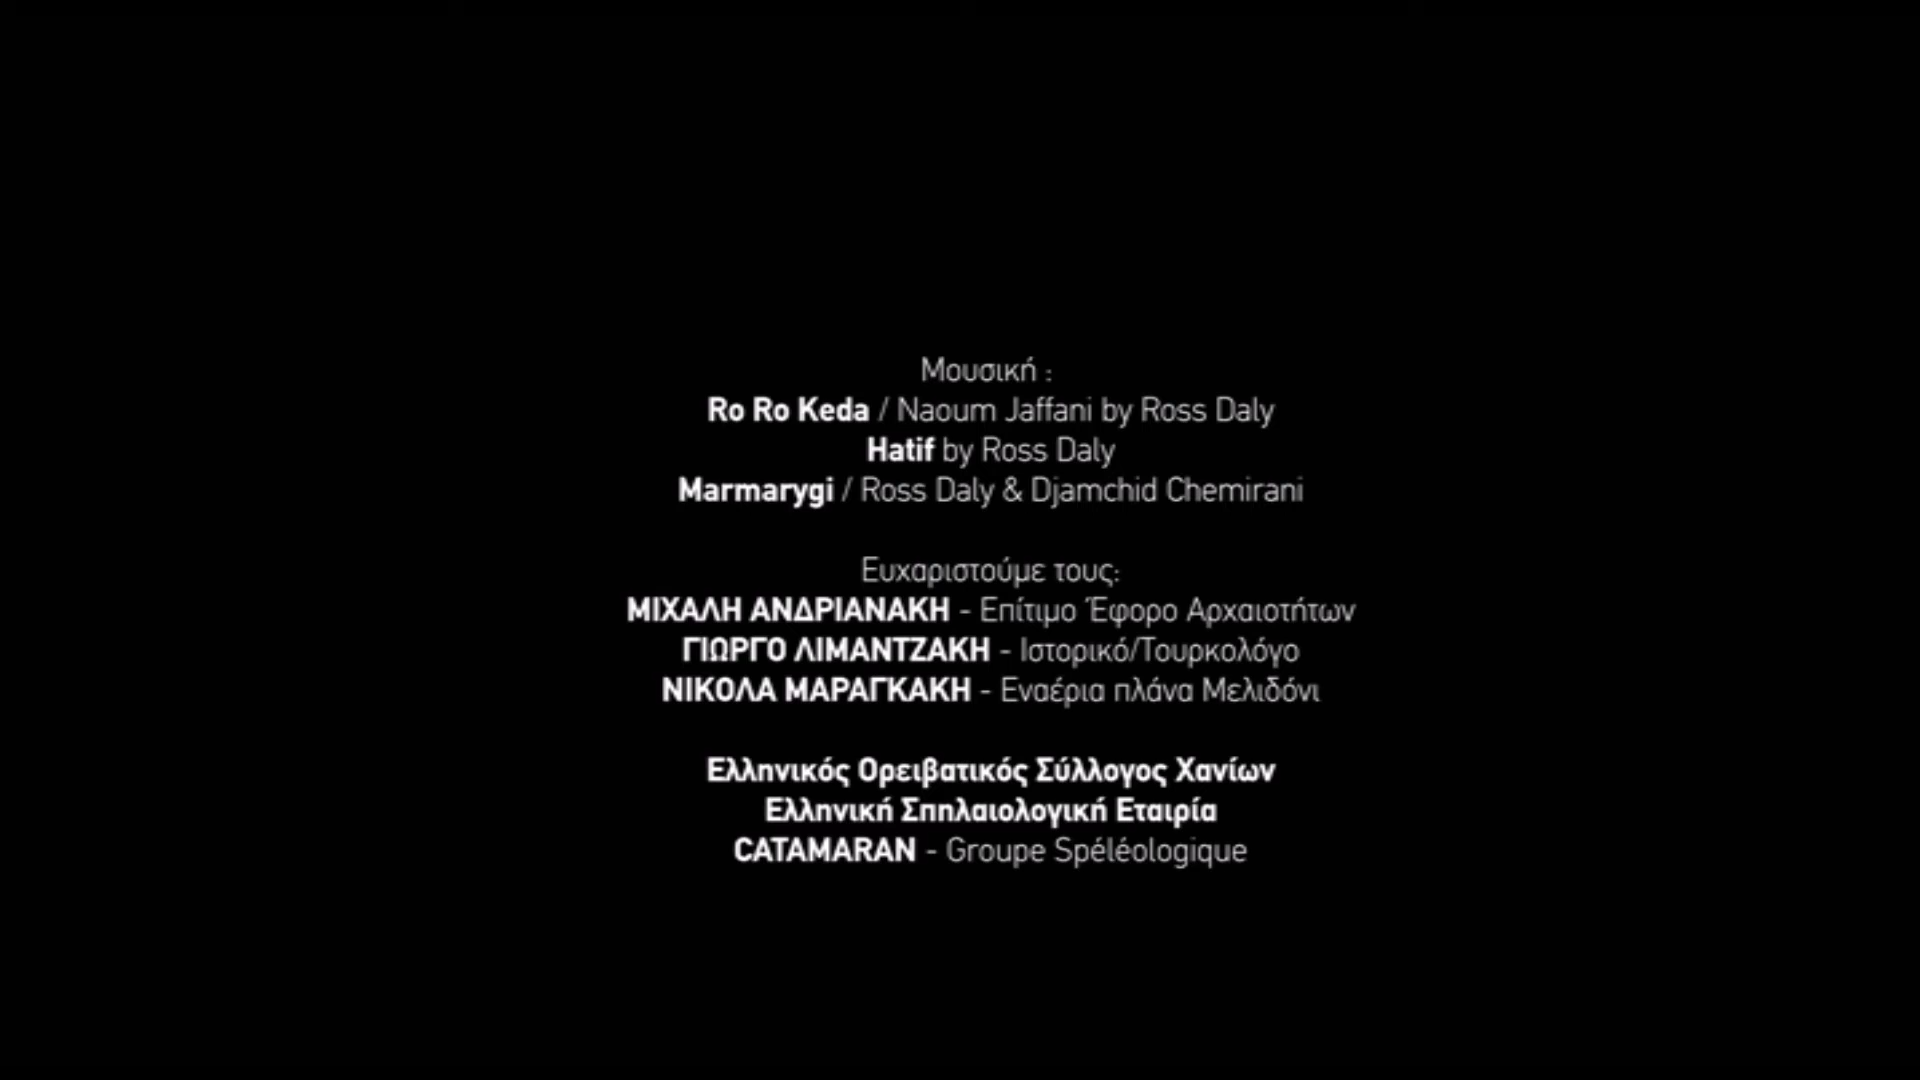 Μουσική :
Ro Ro Keda / Naoum Jaffani by Ross Daly
Hatif by Ross Daly
Marmarygi / Ross Daly & Djamchid Chemirani
Ευχαριστούμε τους:
ΜΙΧΑΛΗ ΑΝΔΡΙΑΝΑΚΗ - Επίτιμο Έφορο Αρχαιοτήτων
ΓΙΩΡΓΟ ΛΙΜΑΝΤΖΑΚΗ - Ιστορικό/Τουρκολόγο
ΝΙΚΟΛΑ ΜΑΡΑΓΚΑΚΗ - Εναέρια πλάνα Μελιδόνι
Ελληνικός Ορειβατικός Σύλλογος Χανίων
Ελληνική Σπηλαιολογική Εταιρία
CATAMARAN - Groupe Spéléologique